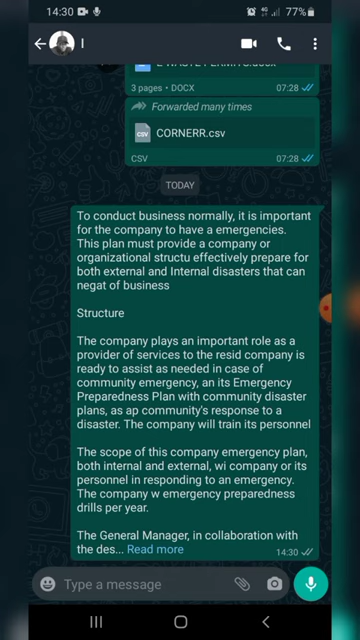 14:30
77%
I
E WASTE PERMITS.docx
3 pages • DOCX
07:28
Forwarded many times
CORNERR.csv
CSV
07:28
TODAY
To conduct business normally, it is important
for the company to have a emergencies.
This plan must provide a company or
organizational structu effectively prepare for
both external and Internal disasters that can
negat of business
Structure
The company plays an important role as a
provider of services to the resid company is
ready to assist as needed in case of
community emergency, an its Emergency
Preparedness Plan with community disaster
plans, as ap community's response to a
disaster. The company will train its personnel
The scope of this company emergency plan,
both internal and external, wi company or its
personnel in responding to an emergency.
The company w emergency preparedness
drills per year.
The General Manager, in collaboration with
the des... Read more
14:30
Type a message